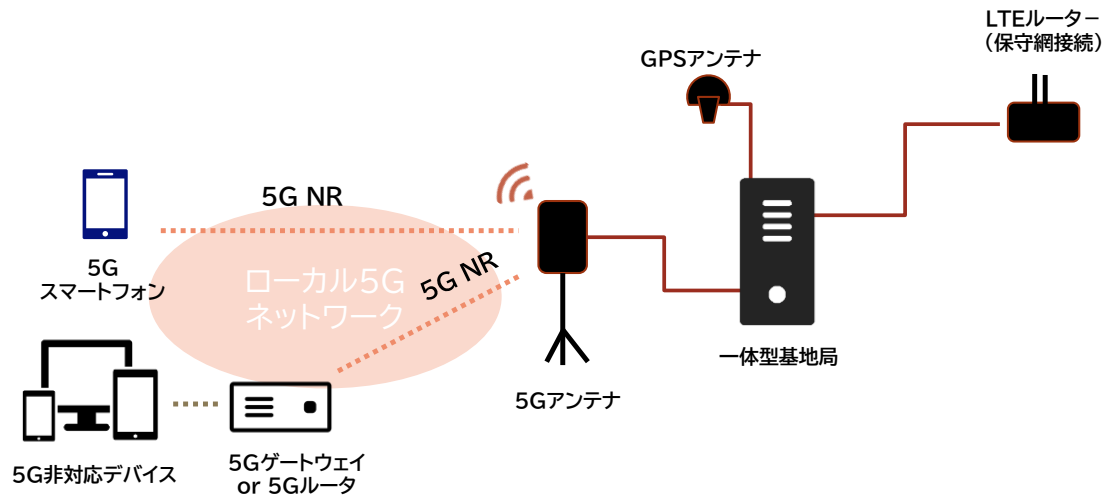 LTEルーター
（保守網接続）
GPSアンテナ
5G NR
5G
スマートフォン
ローカル5G
ネットワーク
5G NR
一体型基地局
5Gアンテナ
5G非対応デバイス
5Gゲートウェイ
or 5Gルータ